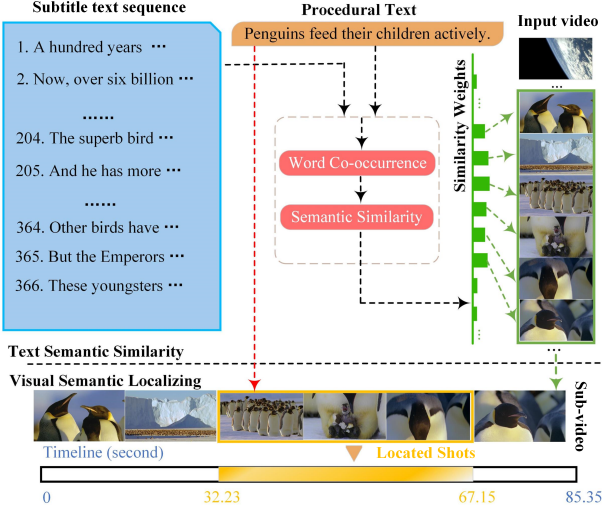 Subtitle text sequence
Procedural Text
Input video
Penguins feed their children actively.
1. A hundred years ...
2. Now, over six billion ...
......
204. The superb bird ...
205. And he has more ...
......
364. Other birds have ...
365. But the Emperors ...
366. These youngsters ...
Word Co-occurrence
Semantic Similarity
Similarity Weights
...
...
...
...
Text Semantic Similarity
Visual Semantic Localizing
Sub-video
Timeline (second)
Located Shots
0
32.23
67.15
85.35